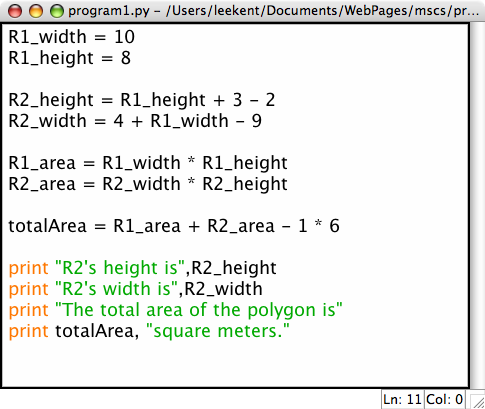 program1.py – /Users/leekent/Documents/WebPages/mscs/pr...
R1_width = 10
R1_height = 8
R2_height = R1_height + 3 – 2
R2_width = 4 + R1_width – 9
R1_area = R1_width * R1_height
R2_area = R2_width * R2_height
totalArea = R1_area + R2_area – 1 * 6
print "R2's height is",R2_height
print "R2's width is",R2_width
print "The total area of the polygon is"
print totalArea, "square meters."
Ln: 11 Col: 0